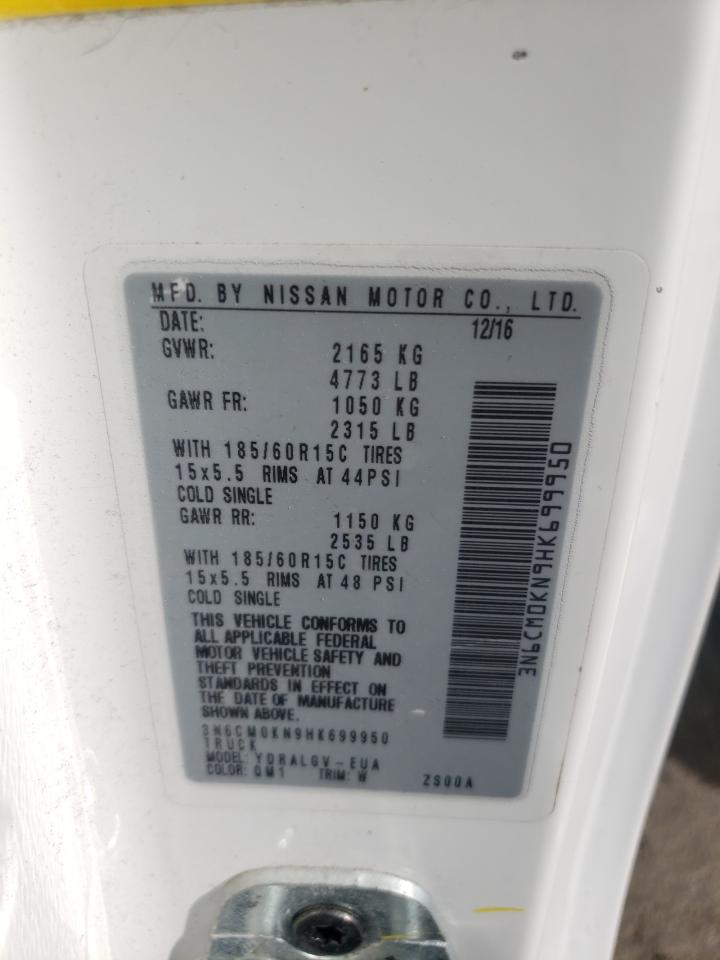 MFD. BY NISSAN MOTOR CO., LTD.
DATE: 12/16
GVWR: 2165 KG
4773 LB
GAWR FR: 1050 KG
2315 LB
WITH 185/60R15C TIRES
15x5.5 RIMS AT 44PSI
COLD SINGLE
GAWR RR: 1150 KG
2535 LB
WITH 185/60R15C TIRES
15x5.5 RIMS AT 48 PSI
COLD SINGLE
THIS VEHICLE CONFORMS TO
ALL APPLICABLE FEDERAL
MOTOR VEHICLE SAFETY AND
THEFT PREVENTION
STANDARDS IN EFFECT ON
THE DATE OF MANUFACTURE
SHOWN ABOVE.
3N6CM0KN9HK699950
TRUCK
MODEL: YDRALGV-EUA
COLOR: QM1 TRIM: W ZS00A
3N6CM0KN9HK699950